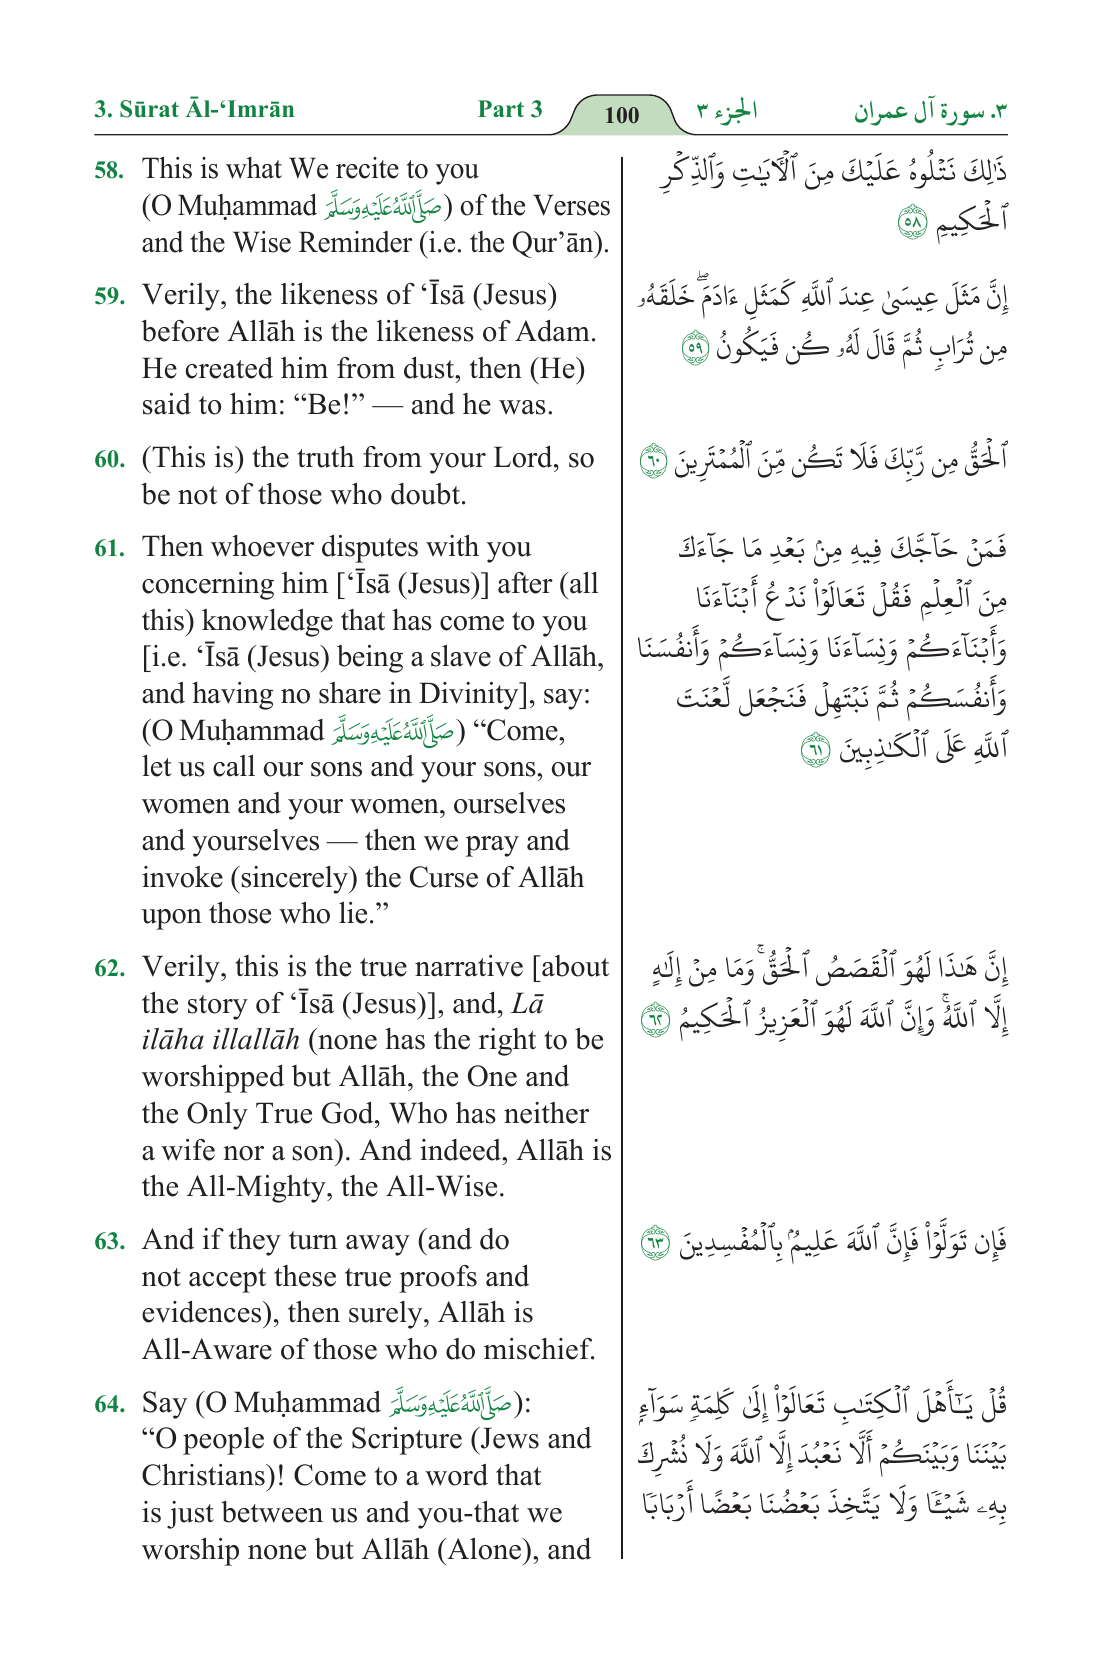 3. Sūrat Āl-‘Imrān Part 3 100 الجزء ٣ ٣. سورة آل عمران
58. This is what We recite to you
(O Muḥammad صَلَّى ٱللَّهُ عَلَيْهِ وَسَلَّمَ) of the Verses
and the Wise Reminder (i.e. the Qur’ān).
59. Verily, the likeness of ‘Īsā (Jesus)
before Allāh is the likeness of Adam.
He created him from dust, then (He)
said to him: “Be!” — and he was.
60. (This is) the truth from your Lord, so
be not of those who doubt.
61. Then whoever disputes with you
concerning him [‘Īsā (Jesus)] after (all
this) knowledge that has come to you
[i.e. ‘Īsā (Jesus) being a slave of Allāh,
and having no share in Divinity], say:
(O Muḥammad صَلَّى ٱللَّهُ عَلَيْهِ وَسَلَّمَ) “Come,
let us call our sons and your sons, our
women and your women, ourselves
and yourselves — then we pray and
invoke (sincerely) the Curse of Allāh
upon those who lie.”
62. Verily, this is the true narrative [about
the story of ‘Īsā (Jesus)], and, Lā
ilāha illallāh (none has the right to be
worshipped but Allāh, the One and
the Only True God, Who has neither
a wife nor a son). And indeed, Allāh is
the All-Mighty, the All-Wise.
63. And if they turn away (and do
not accept these true proofs and
evidences), then surely, Allāh is
All-Aware of those who do mischief.
64. Say (O Muḥammad صَلَّى ٱللَّهُ عَلَيْهِ وَسَلَّمَ):
“O people of the Scripture (Jews and
Christians)! Come to a word that
is just between us and you-that we
worship none but Allāh (Alone), and
ذَٰلِكَ نَتْلُوهُ عَلَيْكَ مِنَ ٱلْـَٔايَـٰتِ وَٱلذِّكْرِ
ٱلْحَكِيمِ ٥٨
إِنَّ مَثَلَ عِيسَىٰ عِندَ ٱللَّهِ كَمَثَلِ ءَادَمَ ۖ خَلَقَهُۥ
مِن تُرَابٍ ثُمَّ قَالَ لَهُۥ كُن فَيَكُونُ ٥٩
ٱلْحَقُّ مِن رَّبِّكَ فَلَا تَكُن مِّنَ ٱلْمُمْتَرِينَ ٦٠
فَمَنْ حَآجَّكَ فِيهِ مِنۢ بَعْدِ مَا جَآءَكَ
مِنَ ٱلْعِلْمِ فَقُلْ تَعَالَوْا۟ نَدْعُ أَبْنَآءَنَا
وَأَبْنَآءَكُمْ وَنِسَآءَنَا وَنِسَآءَكُمْ وَأَنفُسَنَا
وَأَنفُسَكُمْ ثُمَّ نَبْتَهِلْ فَنَجْعَل لَّعْنَتَ
ٱللَّهِ عَلَى ٱلْكَـٰذِبِينَ ٦١
إِنَّ هَـٰذَا لَهُوَ ٱلْقَصَصُ ٱلْحَقُّ ۚ وَمَا مِنْ إِلَـٰهٍ
إِلَّا ٱللَّهُ ۚ وَإِنَّ ٱللَّهَ لَهُوَ ٱلْعَزِيزُ ٱلْحَكِيمُ ٦٢
فَإِن تَوَلَّوْا۟ فَإِنَّ ٱللَّهَ عَلِيمٌۢ بِٱلْمُفْسِدِينَ ٦٣
قُلْ يَـٰٓأَهْلَ ٱلْكِتَـٰبِ تَعَالَوْا۟ إِلَىٰ كَلِمَةٍ سَوَآءٍۭ
بَيْنَنَا وَبَيْنَكُمْ أَلَّا نَعْبُدَ إِلَّا ٱللَّهَ وَلَا نُشْرِكَ
بِهِۦ شَيْـًٔا وَلَا يَتَّخِذَ بَعْضُنَا بَعْضًا أَرْبَابًا